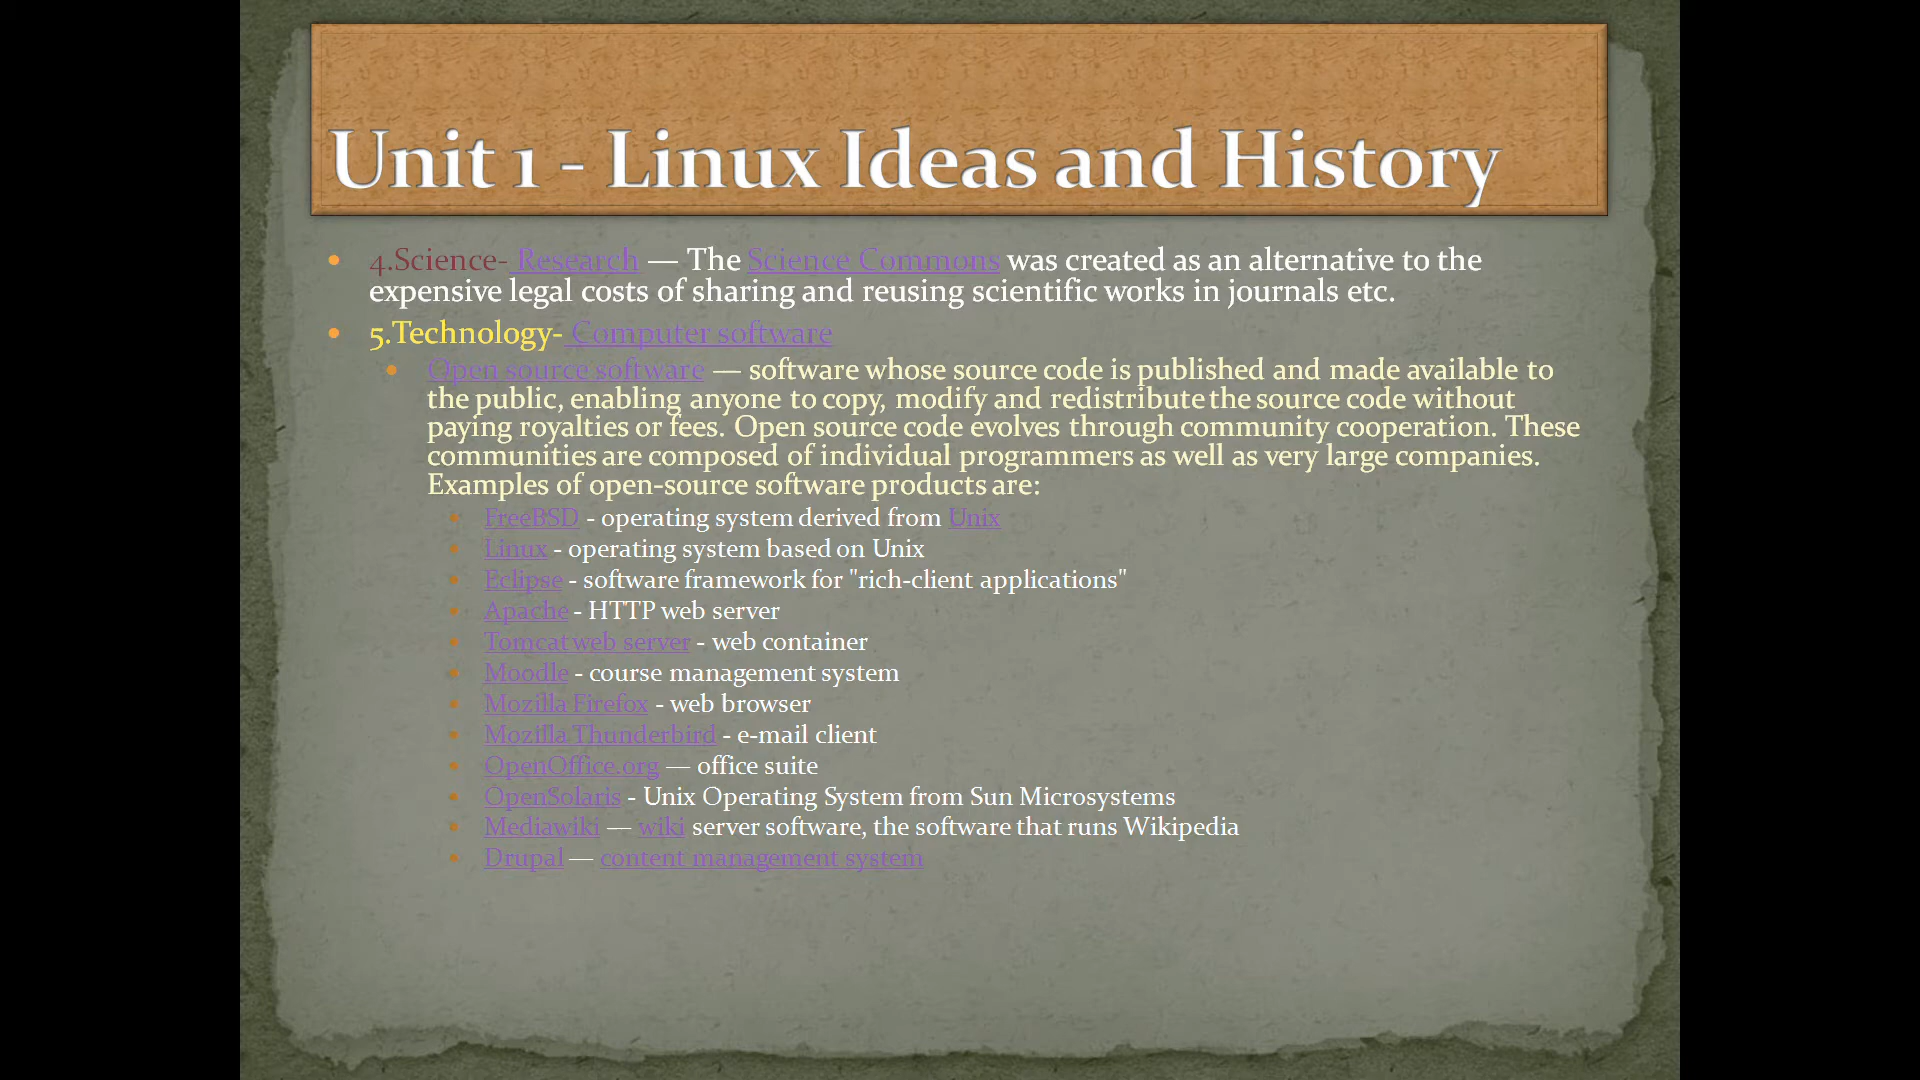 Unit 1 - Linux Ideas and History
4.Science- Research — The Science Commons was created as an alternative to the
expensive legal costs of sharing and reusing scientific works in journals etc.
5.Technology- Computer software
Open source software — software whose source code is published and made available to
the public, enabling anyone to copy, modify and redistribute the source code without
paying royalties or fees. Open source code evolves through community cooperation. These
communities are composed of individual programmers as well as very large companies.
Examples of open-source software products are:
FreeBSD - operating system derived from Unix
Linux - operating system based on Unix
Eclipse - software framework for "rich-client applications"
Apache - HTTP web server
Tomcat web server - web container
Moodle - course management system
Mozilla Firefox - web browser
Mozilla Thunderbird - e-mail client
OpenOffice.org — office suite
OpenSolaris - Unix Operating System from Sun Microsystems
Mediawiki — wiki server software, the software that runs Wikipedia
Drupal — content management system